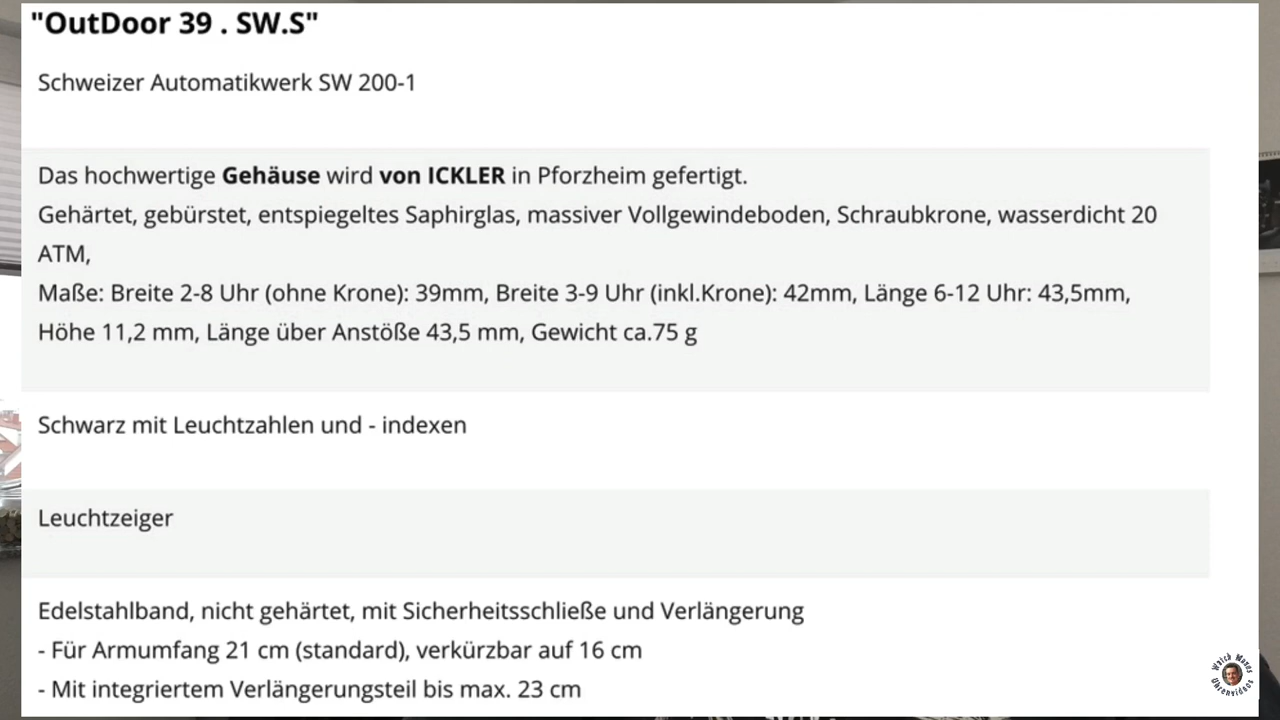 "OutDoor 39 . SW.S"
Schweizer Automatikwerk SW 200-1
Das hochwertige Gehäuse wird von ICKLER in Pforzheim gefertigt.
Gehärtet, gebürstet, entspiegeltes Saphirglas, massiver Vollgewindeboden, Schraubkrone, wasserdicht 20
ATM,
Maße: Breite 2-8 Uhr (ohne Krone): 39mm, Breite 3-9 Uhr (inkl.Krone): 42mm, Länge 6-12 Uhr: 43,5mm,
Höhe 11,2 mm, Länge über Anstöße 43,5 mm, Gewicht ca.75 g
Schwarz mit Leuchtzahlen und - indexen
Leuchtzeiger
Edelstahlband, nicht gehärtet, mit Sicherheitsschließe und Verlängerung
- Für Armumfang 21 cm (standard), verkürzbar auf 16 cm
- Mit integriertem Verlängerungsteil bis max. 23 cm
Watch Moves
Uhrenvideos